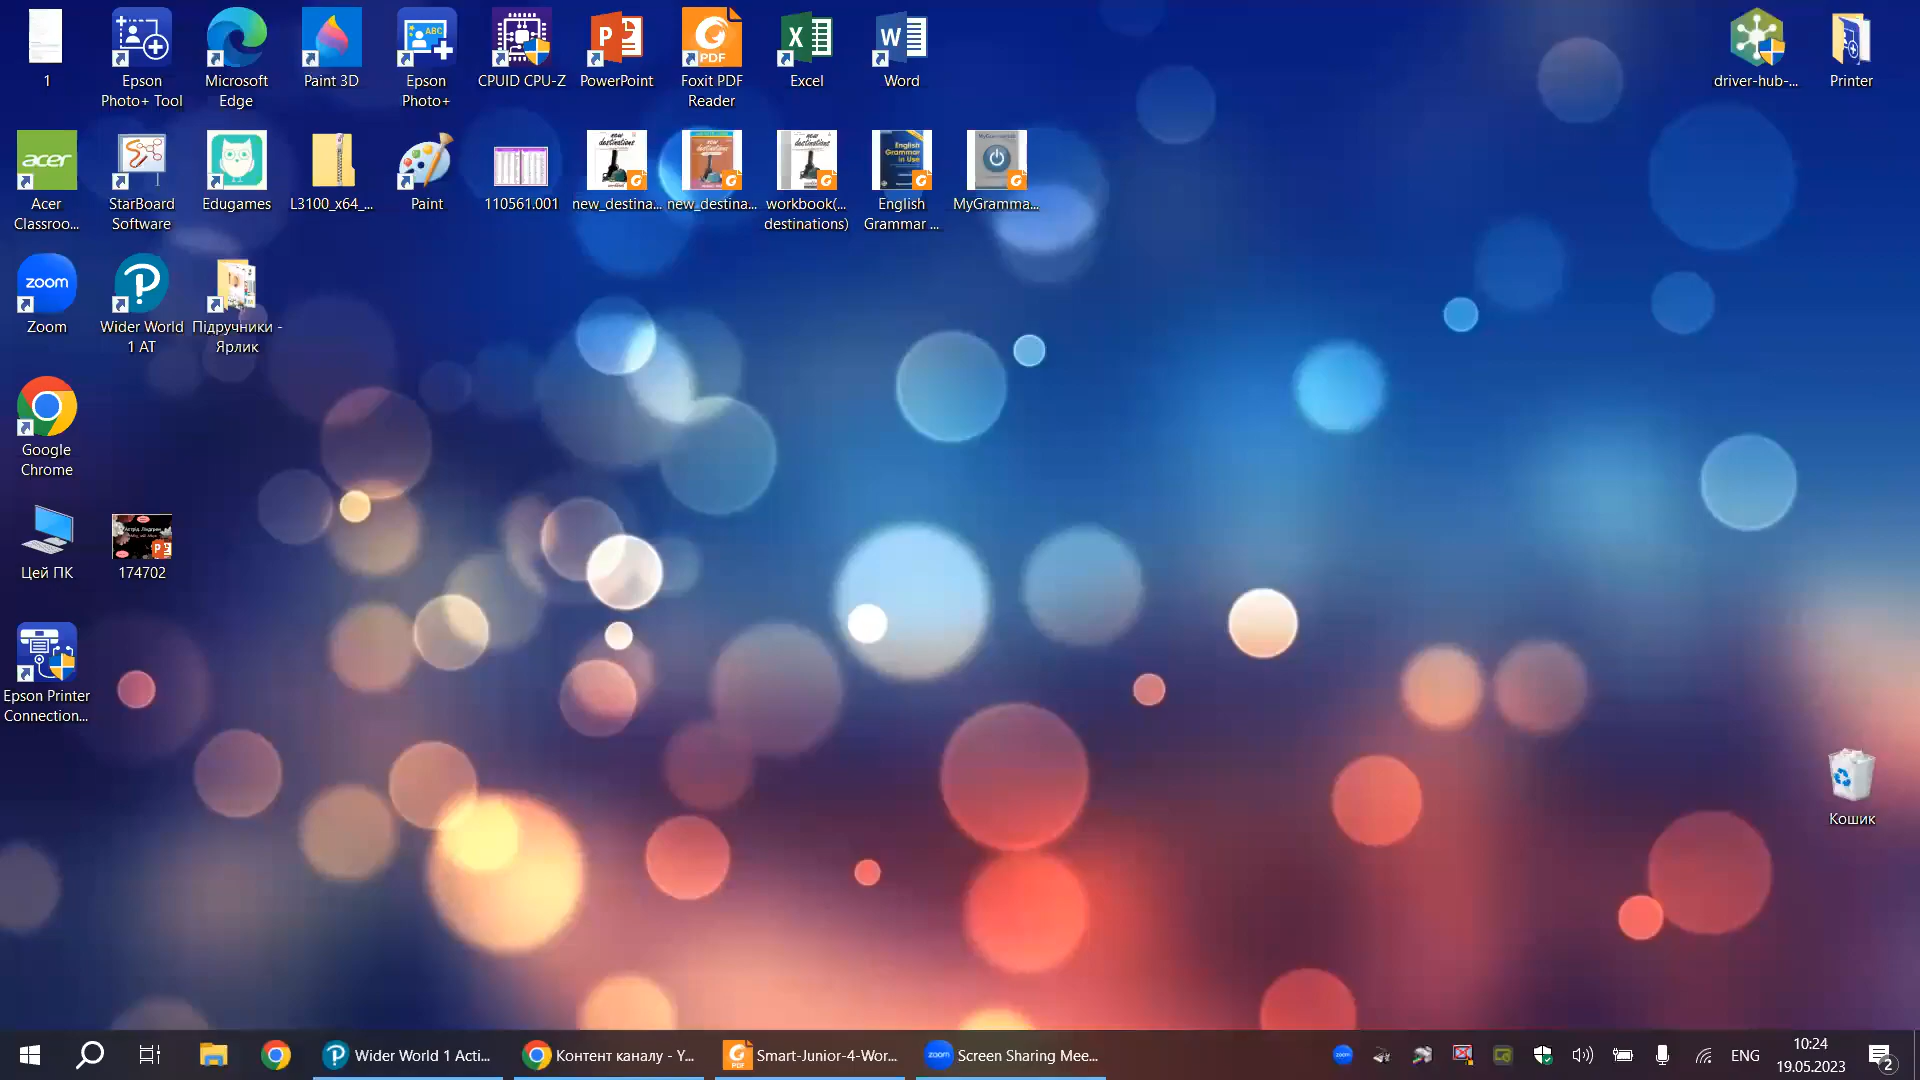 1
Epson
Photo+ Tool
Microsoft
Edge
Paint 3D
Epson
Photo+
CPUID CPU-Z
PowerPoint
Foxit PDF
Reader
Excel
Word
driver-hub-...
Printer
Acer
Classroo...
StarBoard
Software
Edugames
L3100_x64_...
Paint
110561.001
new_destina...
new_destina...
workbook(...
destinations)
English
Grammar ...
MyGramma...
Zoom
Wider World
1 AT
Підручники -
Ярлик
Google
Chrome
Цей ПК
174702
Epson Printer
Connection...
Кошик
Wider World 1 Acti...
Контент каналу - Y...
Smart-Junior-4-Wor...
Screen Sharing Mee...
ENG
10:24
19.05.2023
2